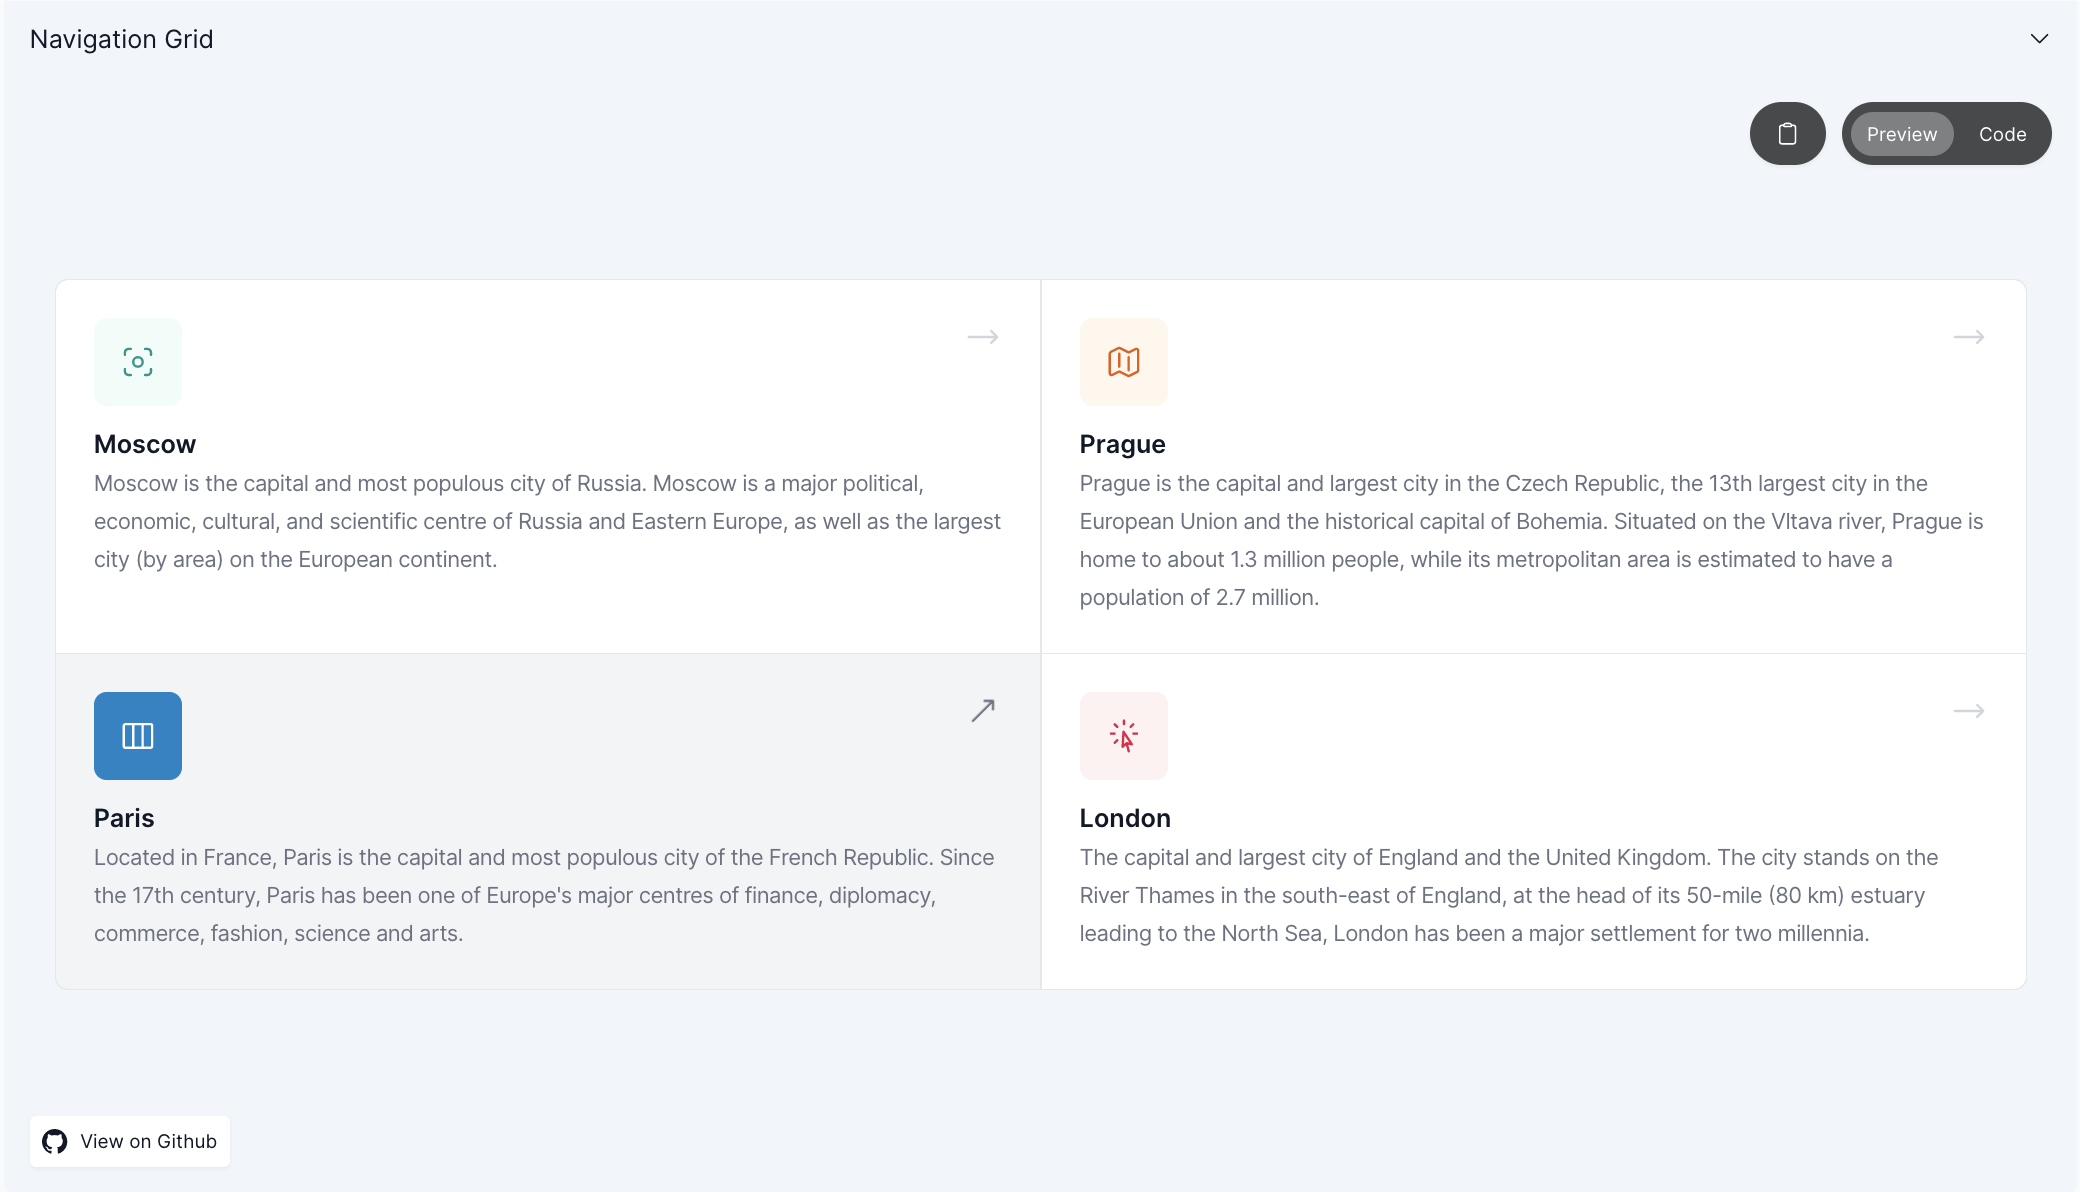 Navigation Grid
Preview
Code
Moscow
Moscow is the capital and most populous city of Russia. Moscow is a major political,
economic, cultural, and scientific centre of Russia and Eastern Europe, as well as the largest
city (by area) on the European continent.
Prague
Prague is the capital and largest city in the Czech Republic, the 13th largest city in the
European Union and the historical capital of Bohemia. Situated on the Vltava river, Prague is
home to about 1.3 million people, while its metropolitan area is estimated to have a
population of 2.7 million.
Paris
Located in France, Paris is the capital and most populous city of the French Republic. Since
the 17th century, Paris has been one of Europe's major centres of finance, diplomacy,
commerce, fashion, science and arts.
London
The capital and largest city of England and the United Kingdom. The city stands on the
River Thames in the south-east of England, at the head of its 50-mile (80 km) estuary
leading to the North Sea, London has been a major settlement for two millennia.
View on Github